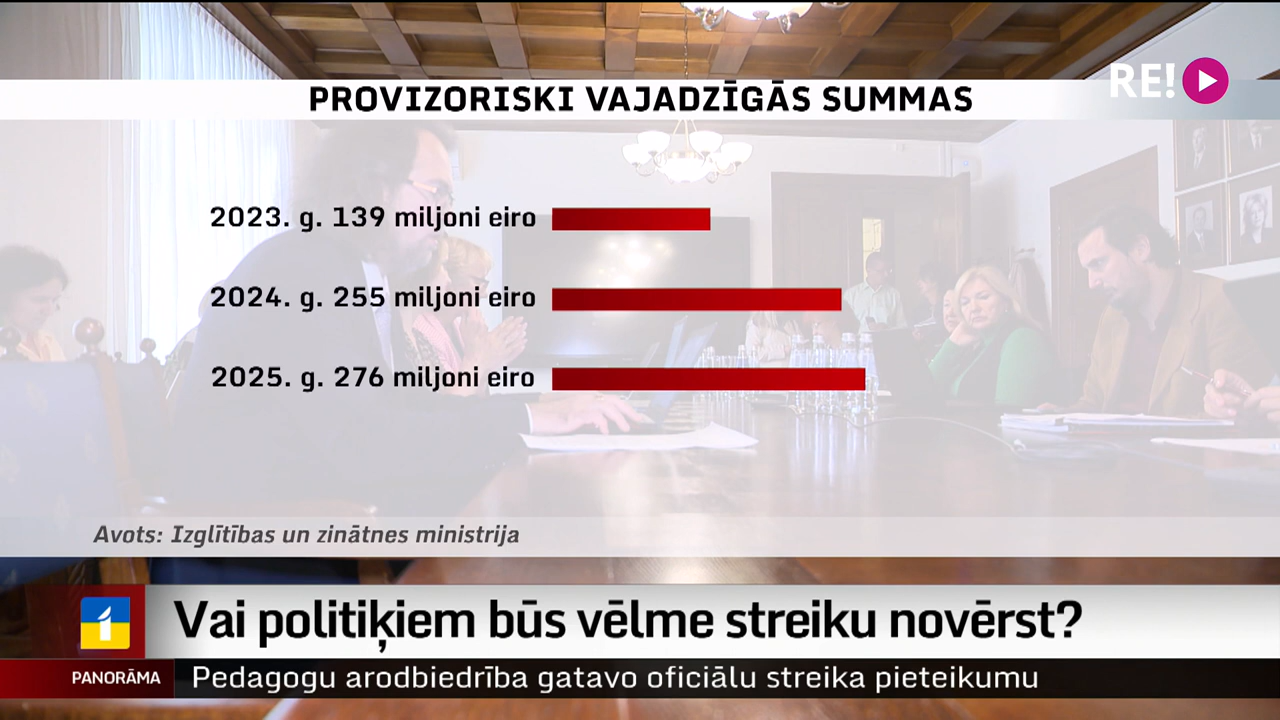 RE!
PROVIZORISKI VAJADZĪGĀS SUMMAS
2023. g. 139 miljoni eiro
2024. g. 255 miljoni eiro
2025. g. 276 miljoni eiro
Avots: Izglītības un zinātnes ministrija
1
Vai politiķiem būs vēlme streiku novērst?
PANORĀMA
Pedagogu arodbiedrība gatavo oficiālu streika pieteikumu